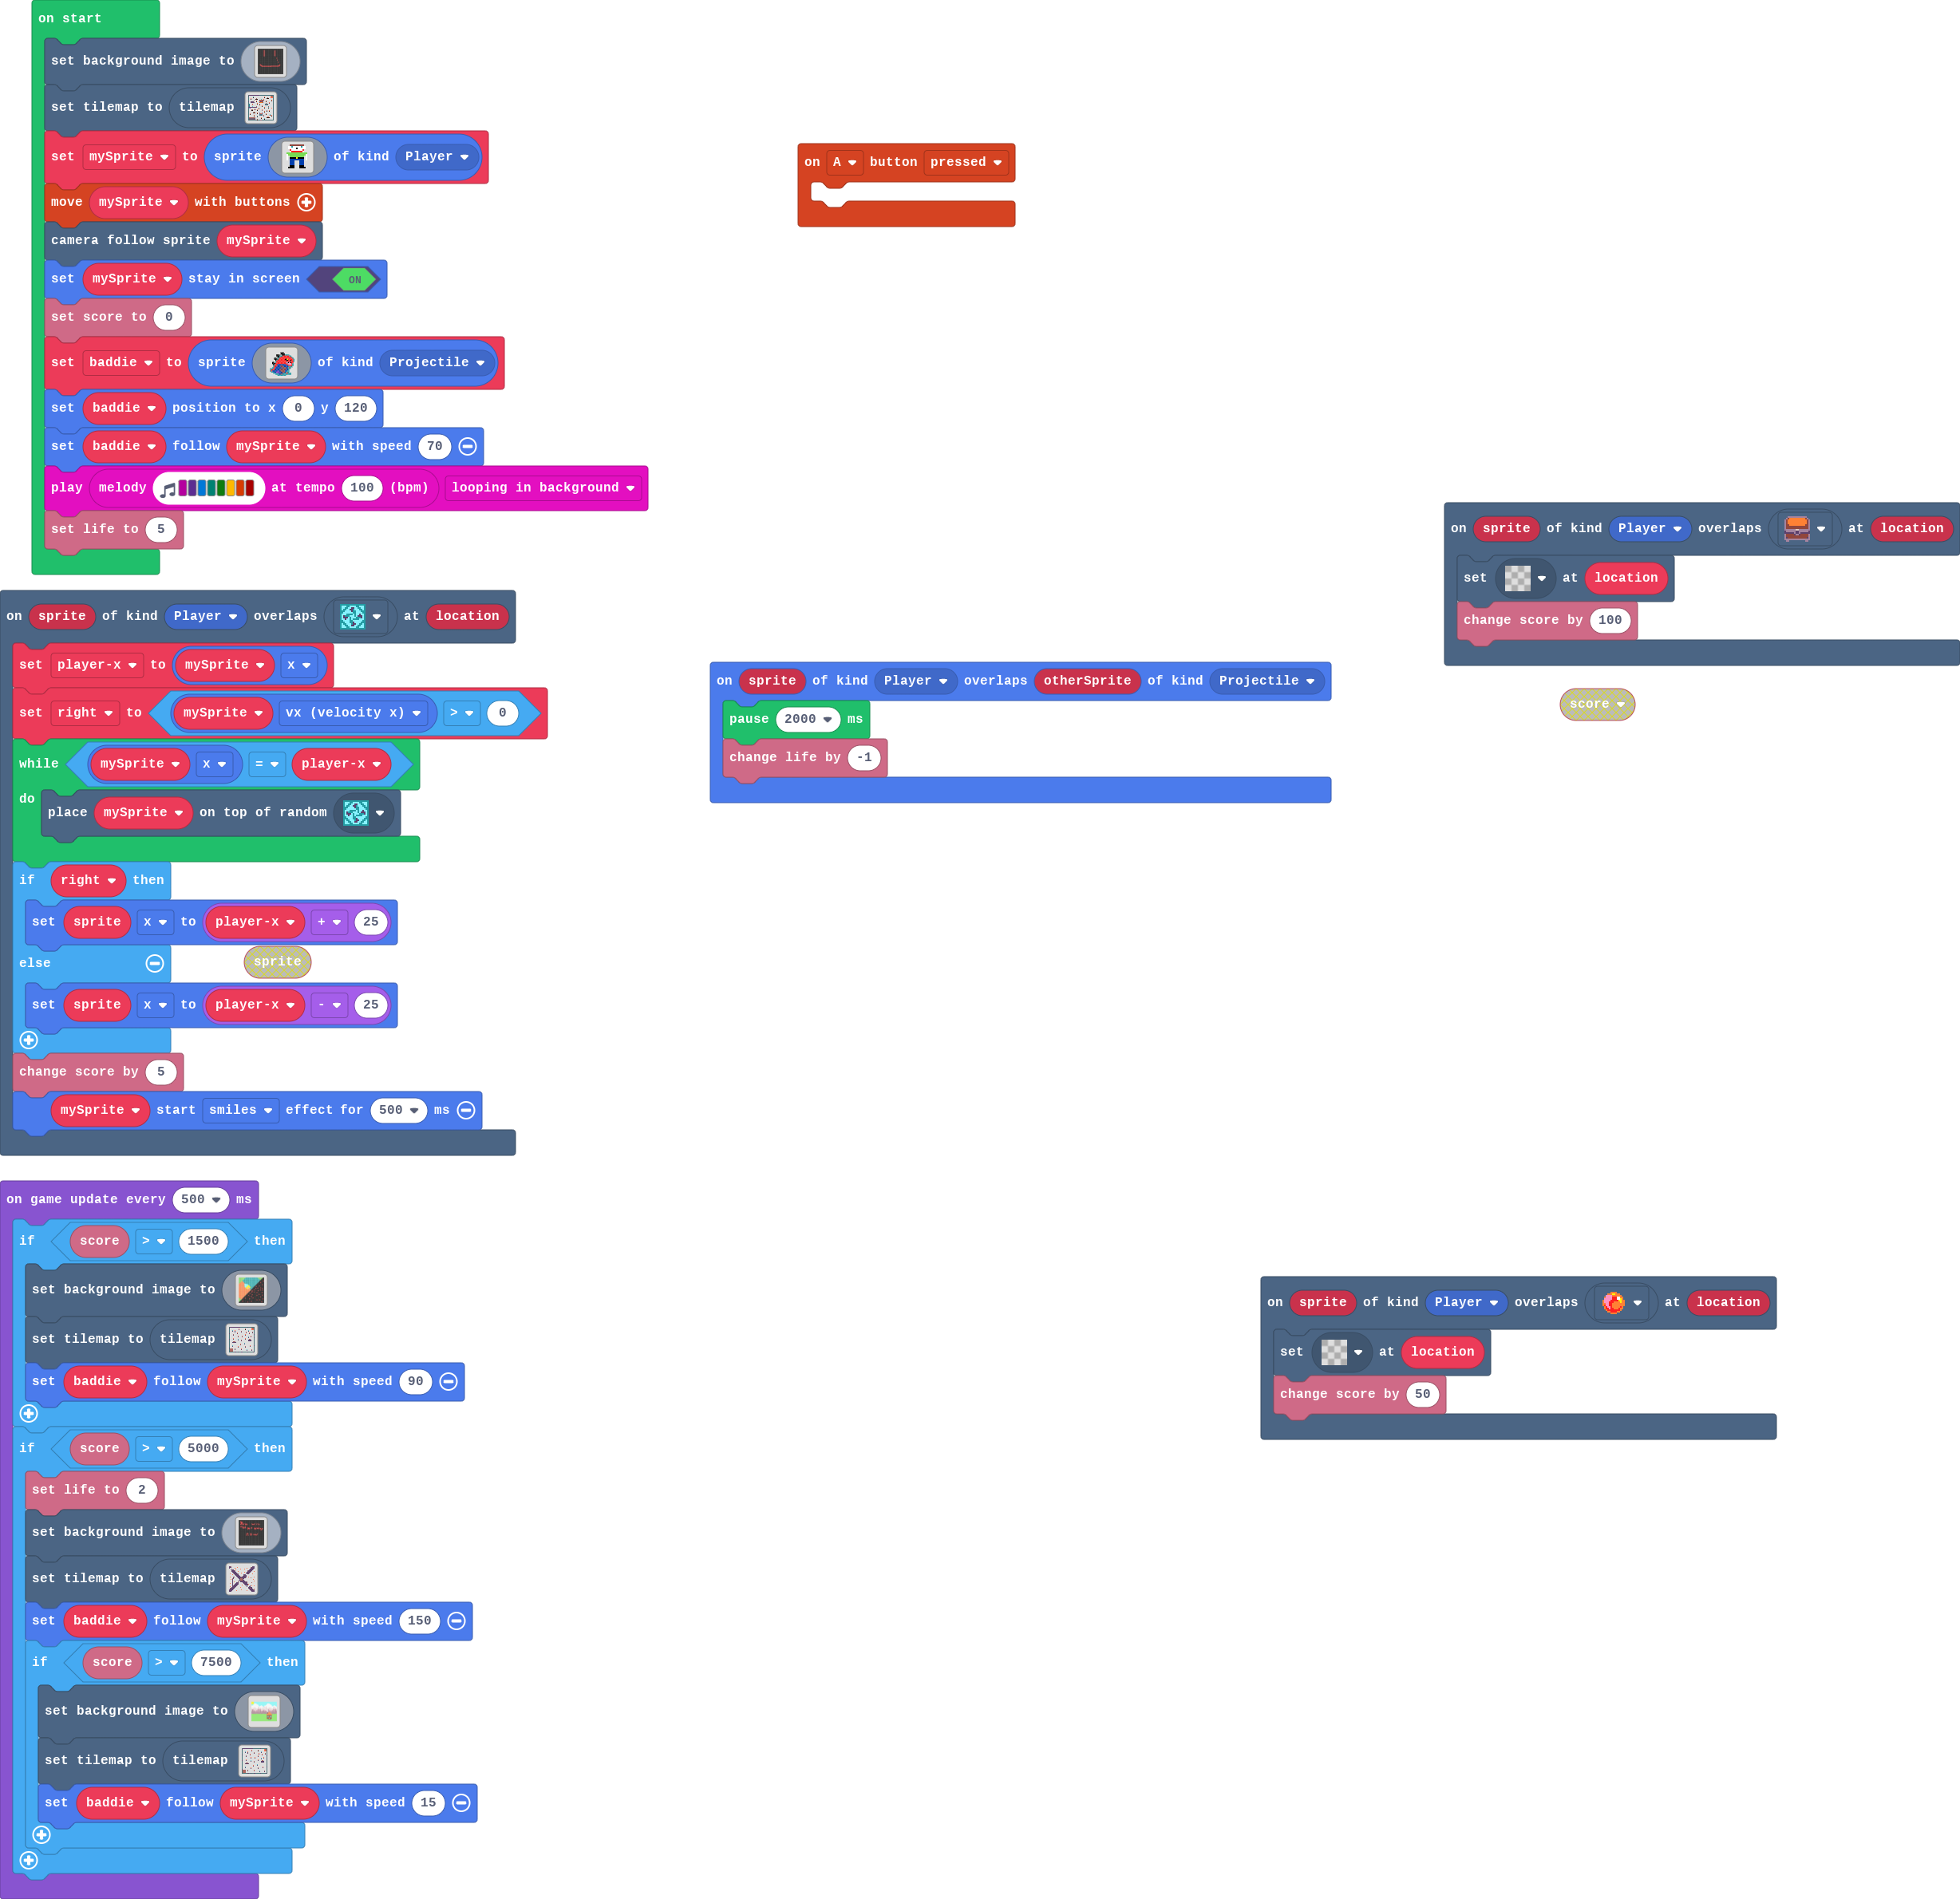 on start
set background image to
set tilemap to tilemap
set mySprite to sprite of kind Player
move mySprite with buttons
camera follow sprite mySprite
set mySprite stay in screen ON
set score to 0
set baddie to sprite of kind Projectile
set baddie position to x 0 y 120
set baddie follow mySprite with speed 70
play melody at tempo 100 (bpm) looping in background
set life to 5
on A button pressed
on sprite of kind Player overlaps at location
set at location
change score by 100
score
on sprite of kind Player overlaps at location
set player-x to mySprite x
set right to mySprite vx (velocity x) > 0
while mySprite x = player-x
do place mySprite on top of random
if right then
set sprite x to player-x + 25
else
sprite
set sprite x to player-x - 25
change score by 5
mySprite start smiles effect for 500 ms
on sprite of kind Player overlaps otherSprite of kind Projectile
pause 2000 ms
change life by -1
on game update every 500 ms
if score > 1500 then
set background image to
set tilemap to tilemap
set baddie follow mySprite with speed 90
if score > 5000 then
set life to 2
set background image to
set tilemap to tilemap
set baddie follow mySprite with speed 150
if score > 7500 then
set background image to
set tilemap to tilemap
set baddie follow mySprite with speed 15
on sprite of kind Player overlaps at location
set at location
change score by 50